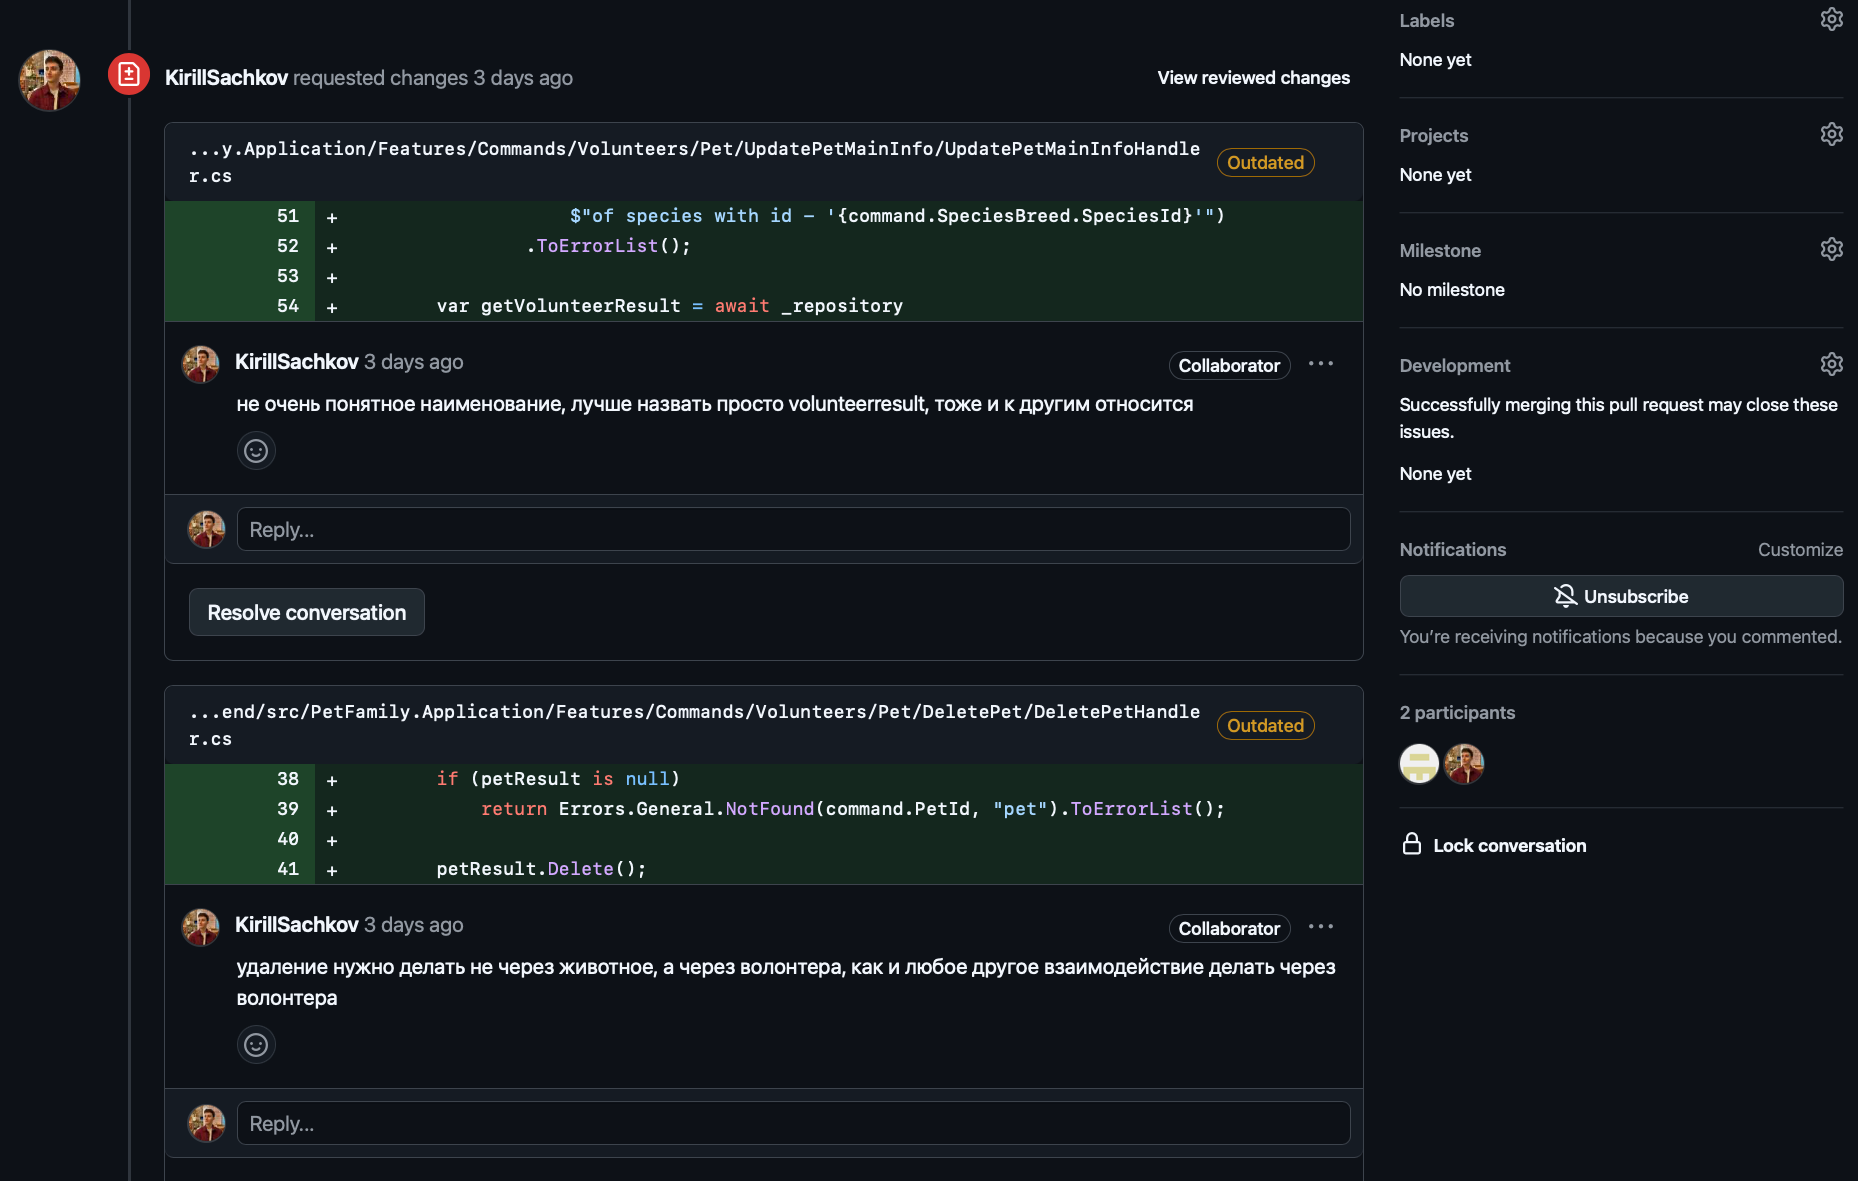 KirillSachkov requested changes 3 days ago
View reviewed changes
...y.Application/Features/Commands/Volunteers/Pet/UpdatePetMainInfo/UpdatePetMainInfoHandle
r.cs
Outdated
51 + $"of species with id – '{command.SpeciesBreed.SpeciesId}'")
52 + .ToErrorList();
53 +
54 + var getVolunteerResult = await _repository
KirillSachkov 3 days ago
Collaborator
не очень понятное наименование, лучше назвать просто volunteerresult, тоже и к другим относится
Reply...
Resolve conversation
...end/src/PetFamily.Application/Features/Commands/Volunteers/Pet/DeletePet/DeletePetHandle
r.cs
Outdated
38 + if (petResult is null)
39 + return Errors.General.NotFound(command.PetId, "pet").ToErrorList();
40 +
41 + petResult.Delete();
KirillSachkov 3 days ago
Collaborator
удаление нужно делать не через животное, а через волонтера, как и любое другое взаимодействие делать через
волонтера
Reply...
Labels
None yet
Projects
None yet
Milestone
No milestone
Development
Successfully merging this pull request may close these
issues.
None yet
Notifications
Customize
Unsubscribe
You’re receiving notifications because you commented.
2 participants
Lock conversation